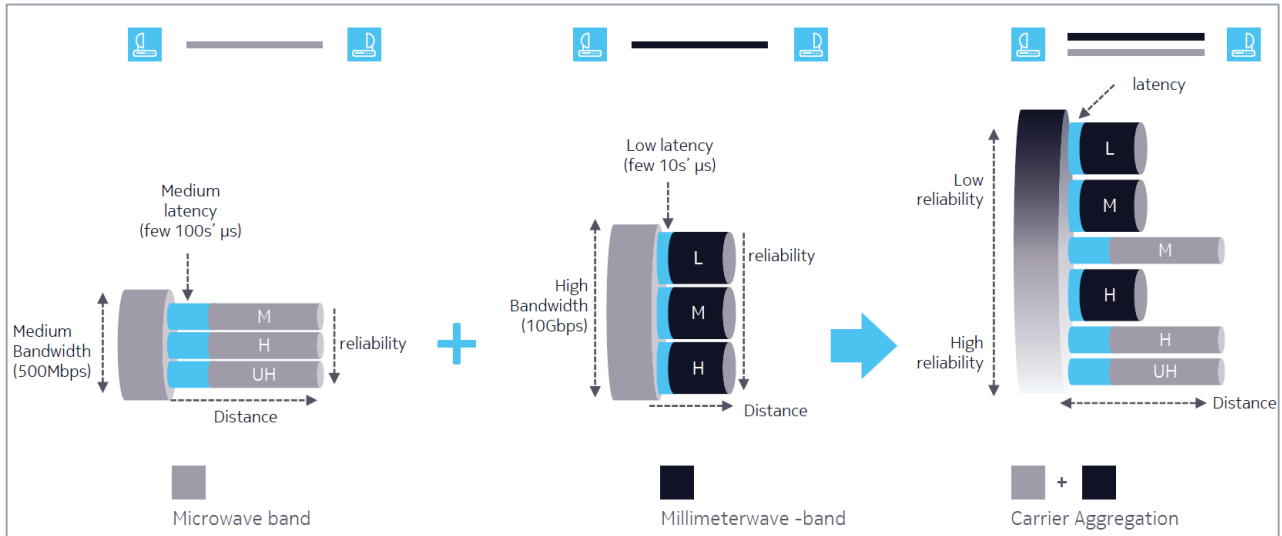 Medium
latency
(few 100s' µs)
Medium
Bandwidth
(500Mbps)
M
H
UH
reliability
Distance
Microwave band
+
Low latency
(few 10s' µs)
High
Bandwidth
(10Gbps)
L
M
H
reliability
Distance
Millimeterwave -band
latency
Low
reliability
High
reliability
L
M
M
H
H
UH
Distance
+
Carrier Aggregation